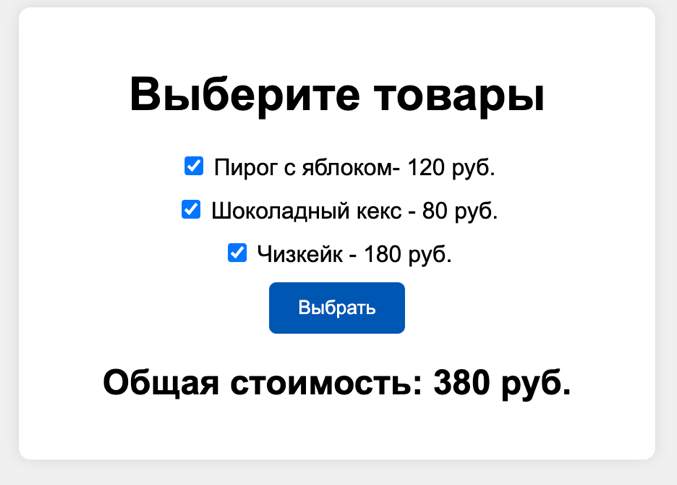 Выберите товары
Пирог с яблоком- 120 руб.
Шоколадный кекс - 80 руб.
Чизкейк - 180 руб.
Выбрать
Общая стоимость: 380 руб.